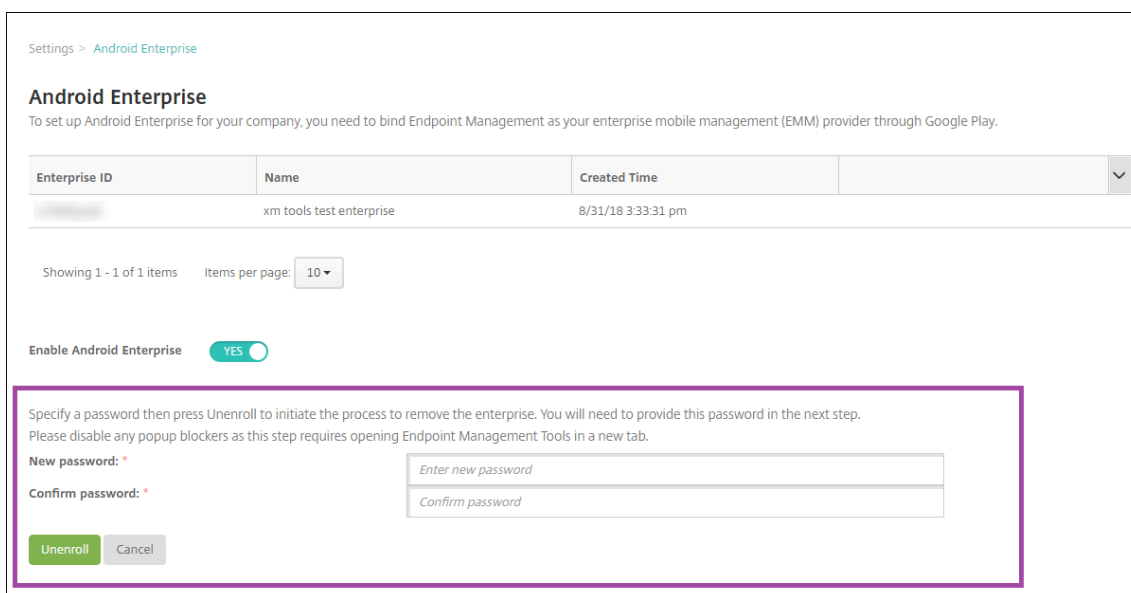 Settings > Android Enterprise
Android Enterprise
To set up Android Enterprise for your company, you need to bind Endpoint Management as your enterprise mobile management (EMM) provider through Google Play.
Enterprise ID Name Created Time
xm tools test enterprise 8/31/18 3:33:31 pm
Showing 1 - 1 of 1 items Items per page: 10
Enable Android Enterprise YES
Specify a password then press Unenroll to initiate the process to remove the enterprise. You will need to provide this password in the next step.
Please disable any popup blockers as this step requires opening Endpoint Management Tools in a new tab.
New password: * Enter new password
Confirm password: * Confirm password
Unenroll Cancel